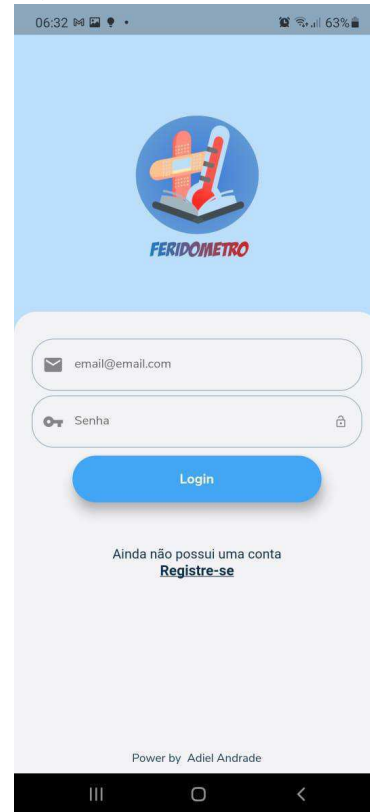 06:32
63%
FERIDOMETRO
email@email.com
Senha
Login
Ainda não possui uma conta
Registre-se
Power by Adiel Andrade